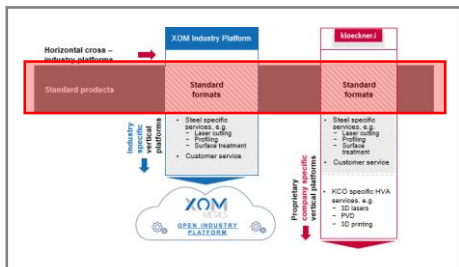 XOM Industry Platform
kloeckner.i
Horizontal cross –
industry platforms
Standard products
Standard
formats
Standard
formats
Industry
specific
vertical
platforms
• Steel specific
services, e.g.
– Laser cutting
– Profiling
– Surface
treatment
• Customer service
XOM
METALS
OPEN INDUSTRY
PLATFORM
Proprietary
company specific
vertical platforms
• Steel specific
services, e.g.
– Laser cutting
– Profiling
– Surface
treatment
• Customer service
• KCO specific HVA
services, e.g.
– 3D lasers
– PVD
– 3D printing